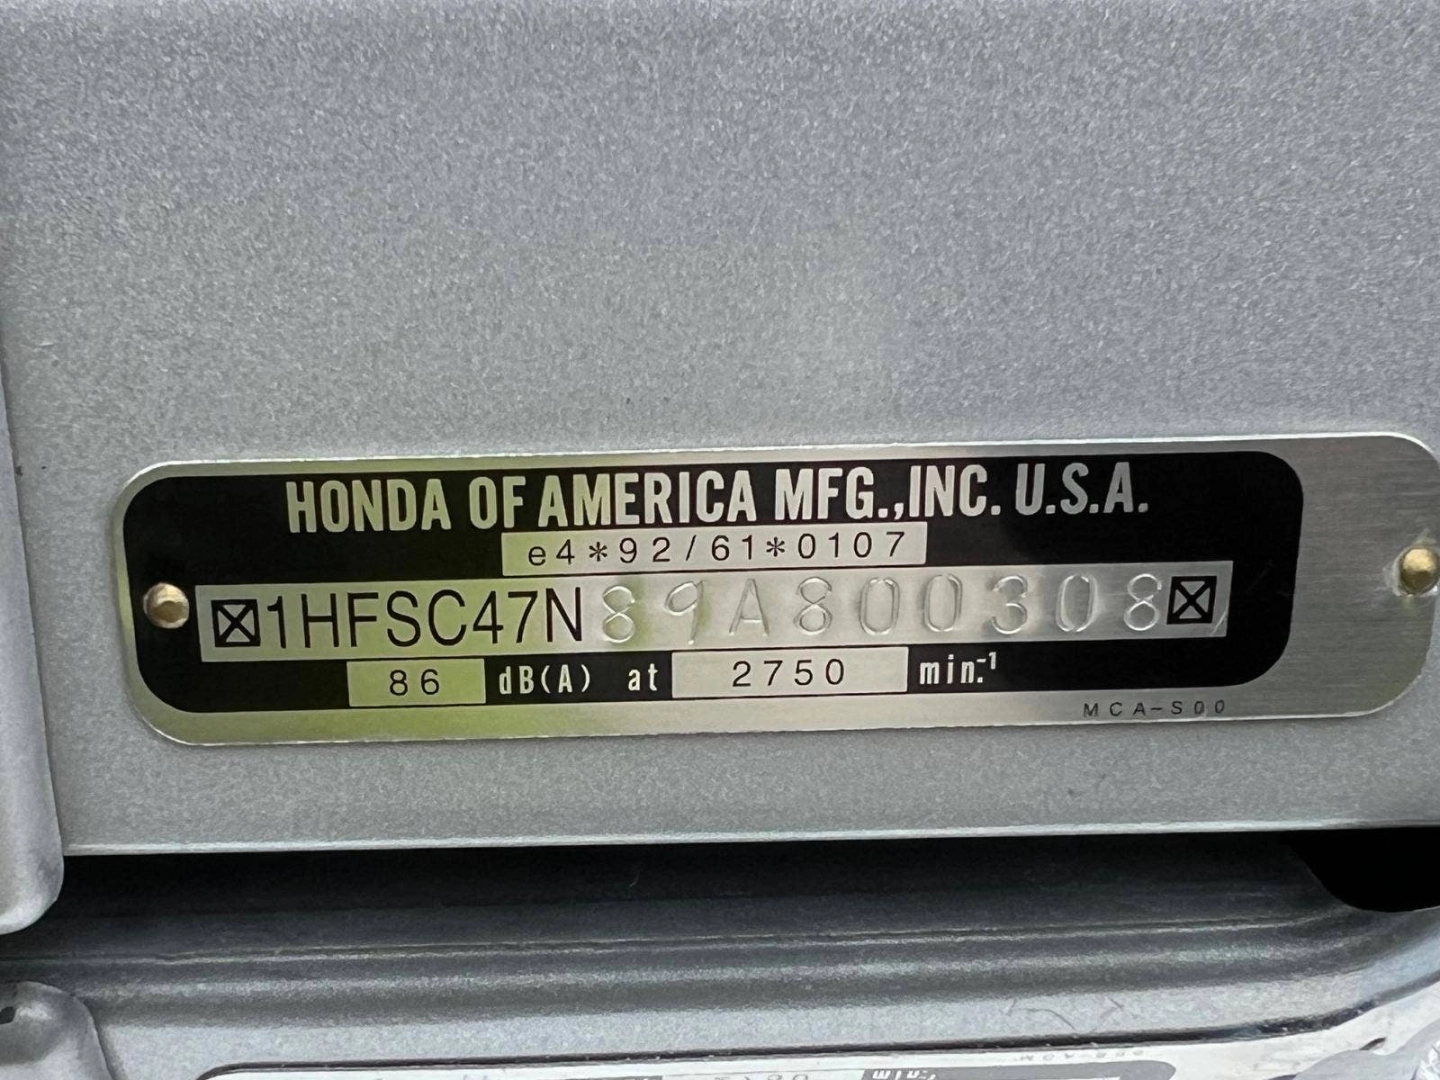 HONDA OF AMERICA MFG.,INC. U.S.A.
e4*92/61*0107
☒1HFSC47N89A800308☒
86 dB(A) at 2750 min.⁻¹
MCA-S00